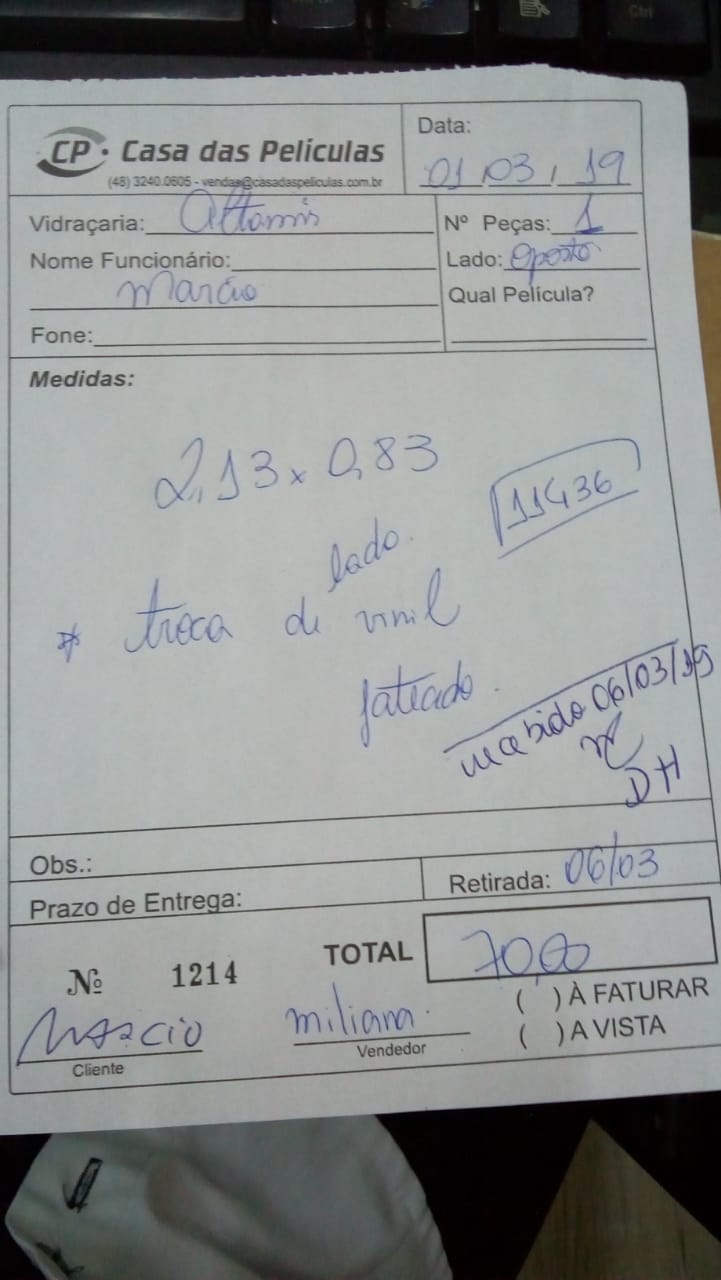 CP · Casa das Películas
(48) 3240.0605 - vendas@casadaspeliculas.com.br
Data:
01, 03, 19
Vidraçaria: Altamis
Nº Peças: 1
Nome Funcionário:
Lado: oposto.
Marcio
Qual Película?
Fone:
Medidas:
2,13 x 0,83
11436
lado.
* troca de vinil
jateado.
recebido 06/03/19
DH
Obs.:
Retirada: 06/03
Prazo de Entrega:
Nº 1214
TOTAL 70,00
( ) À FATURAR
( ) A VISTA
MARCIO
miliana.
Cliente
Vendedor
Ctrl